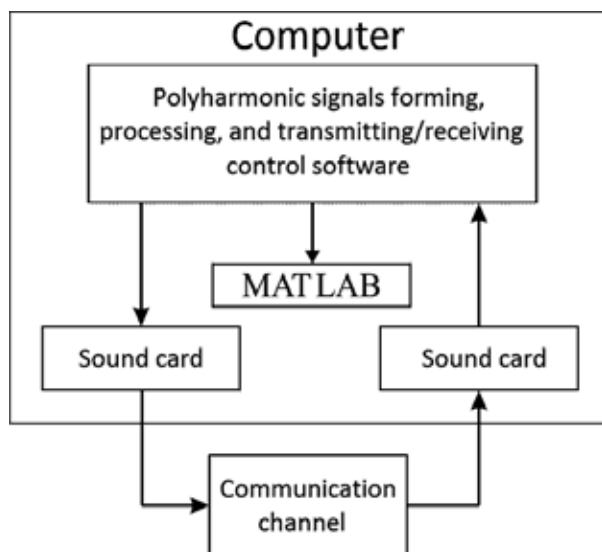 Computer
Polyharmonic signals forming,
processing, and transmitting/receiving
control software
MATLAB
Sound card
Sound card
Communication
channel